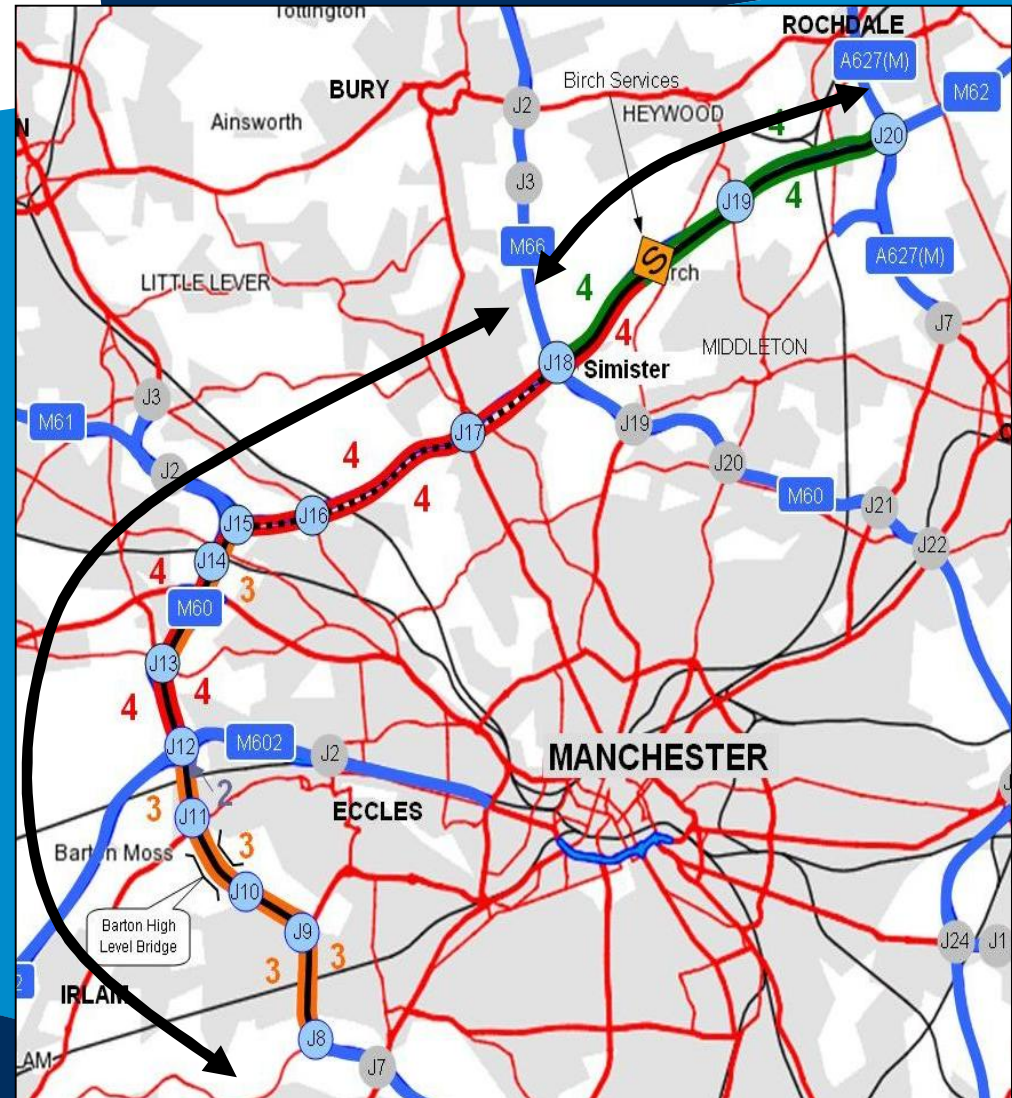 Tottington
ROCHDALE
A627(M)
Birch Services
BURY
J2
HEYWOOD
M62
N
Ainsworth
4
J20
J3
4
J19
M66
S
rch
A627(M)
LITTLE LEVER
4
4
J7
MIDDLETON
J18
Simister
J3
M61
J19
J17
4
J2
4
J20
M60
J21
J15
J16
J22
J14
4
3
M60
J13
4
4
J12
M602
J2
MANCHESTER
2
3
J11
ECCLES
3
Barton Moss
J10
Barton High
Level Bridge
J9
J24
J1
3
3
2
IRLAM
J8
AM
J7